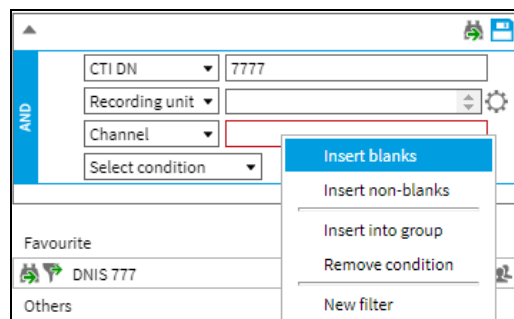 CTI DN 7777
AND
Recording unit
Channel
Select condition
Insert blanks
Insert non-blanks
Insert into group
Remove condition
New filter
Favourite
DNIS 777
Others